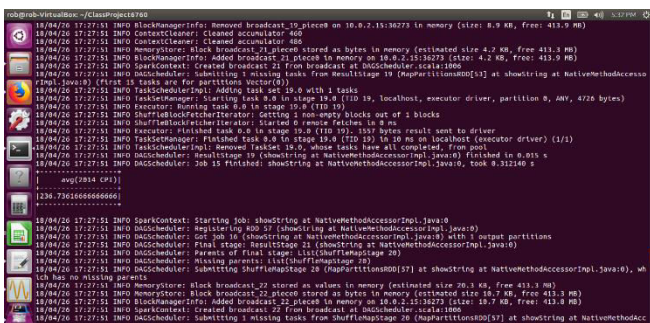 rob@rob-VirtualBox: ~/ClassProject6760
5:32 PM
18/04/26 17:27:51 INFO BlockManagerInfo: Removed broadcast_19_piece0 on 10.0.2.15:36273 in memory (size: 8.9 KB, free: 413.9 MB)
18/04/26 17:27:51 INFO ContextCleaner: Cleaned accumulator 460
18/04/26 17:27:51 INFO ContextCleaner: Cleaned accumulator 486
18/04/26 17:27:51 INFO MemoryStore: Block broadcast_21_piece0 stored as bytes in memory (estimated size 4.2 KB, free 413.3 MB)
18/04/26 17:27:51 INFO BlockManagerInfo: Added broadcast_21_piece0 in memory on 10.0.2.15:36273 (size: 4.2 KB, free: 413.9 MB)
18/04/26 17:27:51 INFO SparkContext: Created broadcast 21 from broadcast at DAGScheduler.scala:1006
18/04/26 17:27:51 INFO DAGScheduler: Submitting 1 missing tasks from ResultStage 19 (MapPartitionsRDD[53] at showString at NativeMethodAccesso
rImpl.java:0) (first 15 tasks are for partitions Vector(0))
18/04/26 17:27:51 INFO TaskSchedulerImpl: Adding task set 19.0 with 1 tasks
18/04/26 17:27:51 INFO TaskSetManager: Starting task 0.0 in stage 19.0 (TID 19, localhost, executor driver, partition 0, ANY, 4726 bytes)
18/04/26 17:27:51 INFO Executor: Running task 0.0 in stage 19.0 (TID 19)
18/04/26 17:27:51 INFO ShuffleBlockFetcherIterator: Getting 1 non-empty blocks out of 1 blocks
18/04/26 17:27:51 INFO ShuffleBlockFetcherIterator: Started 0 remote fetches in 0 ms
18/04/26 17:27:51 INFO Executor: Finished task 0.0 in stage 19.0 (TID 19). 1557 bytes result sent to driver
18/04/26 17:27:51 INFO TaskSetManager: Finished task 0.0 in stage 19.0 (TID 19) in 10 ms on localhost (executor driver) (1/1)
18/04/26 17:27:51 INFO TaskSchedulerImpl: Removed TaskSet 19.0, whose tasks have all completed, from pool
18/04/26 17:27:51 INFO DAGScheduler: ResultStage 19 (showString at NativeMethodAccessorImpl.java:0) finished in 0.015 s
18/04/26 17:27:51 INFO DAGScheduler: Job 15 finished: showString at NativeMethodAccessorImpl.java:0, took 0.312140 s
+------------------+
|     avg(2014 CPI)|
+------------------+
|236.73616666666666|
+------------------+
18/04/26 17:27:51 INFO SparkContext: Starting job: showString at NativeMethodAccessorImpl.java:0
18/04/26 17:27:51 INFO DAGScheduler: Registering RDD 57 (showString at NativeMethodAccessorImpl.java:0)
18/04/26 17:27:51 INFO DAGScheduler: Got job 16 (showString at NativeMethodAccessorImpl.java:0) with 1 output partitions
18/04/26 17:27:51 INFO DAGScheduler: Final stage: ResultStage 21 (showString at NativeMethodAccessorImpl.java:0)
18/04/26 17:27:51 INFO DAGScheduler: Parents of final stage: List(ShuffleMapStage 20)
18/04/26 17:27:51 INFO DAGScheduler: Missing parents: List(ShuffleMapStage 20)
18/04/26 17:27:51 INFO DAGScheduler: Submitting ShuffleMapStage 20 (MapPartitionsRDD[57] at showString at NativeMethodAccessorImpl.java:0), wh
ich has no missing parents
18/04/26 17:27:51 INFO MemoryStore: Block broadcast_22 stored as values in memory (estimated size 20.3 KB, free 413.3 MB)
18/04/26 17:27:51 INFO MemoryStore: Block broadcast_22_piece0 stored as bytes in memory (estimated size 10.7 KB, free 413.3 MB)
18/04/26 17:27:51 INFO BlockManagerInfo: Added broadcast_22_piece0 in memory on 10.0.2.15:36273 (size: 10.7 KB, free: 413.8 MB)
18/04/26 17:27:51 INFO SparkContext: Created broadcast 22 from broadcast at DAGScheduler.scala:1006
18/04/26 17:27:51 INFO DAGScheduler: Submitting 1 missing tasks from ShuffleMapStage 20 (MapPartitionsRDD[57] at showString at NativeMethodAcc